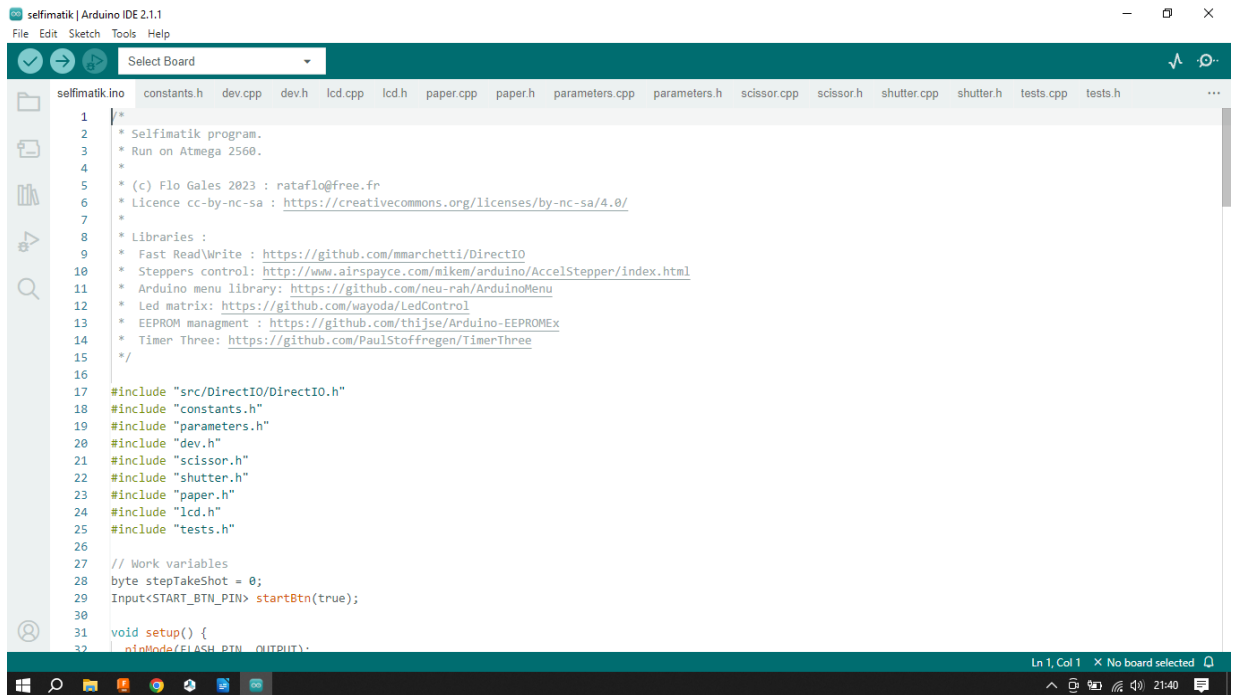 selfimatik | Arduino IDE 2.1.1
File Edit Sketch Tools Help
Select Board
selfimatik.ino constants.h dev.cpp dev.h lcd.cpp lcd.h paper.cpp paper.h parameters.cpp parameters.h scissor.cpp scissor.h shutter.cpp shutter.h tests.cpp tests.h ...
1 /*
2 * Selfimatik program.
3 * Run on Atmega 2560.
4 *
5 * (c) Flo Gales 2023 : rataflo@free.fr
6 * Licence cc-by-nc-sa : https://creativecommons.org/licenses/by-nc-sa/4.0/
7 *
8 * Libraries :
9 * Fast Read\Write : https://github.com/mmarchetti/DirectIO
10 * Steppers control: http://www.airspayce.com/mikem/arduino/AccelStepper/index.html
11 * Arduino menu library: https://github.com/neu-rah/ArduinoMenu
12 * Led matrix: https://github.com/wayoda/LedControl
13 * EEPROM managment : https://github.com/thijse/Arduino-EEPROMEx
14 * Timer Three: https://github.com/PaulStoffregen/TimerThree
15 */
16
17 #include "src/DirectIO/DirectIO.h"
18 #include "constants.h"
19 #include "parameters.h"
20 #include "dev.h"
21 #include "scissor.h"
22 #include "shutter.h"
23 #include "paper.h"
24 #include "lcd.h"
25 #include "tests.h"
26
27 // Work variables
28 byte stepTakeShot = 0;
29 Input<START_BTN_PIN> startBtn(true);
30
31 void setup() {
32 pinMode(FLASH_PIN, OUTPUT);
Ln 1, Col 1 × No board selected
21:40